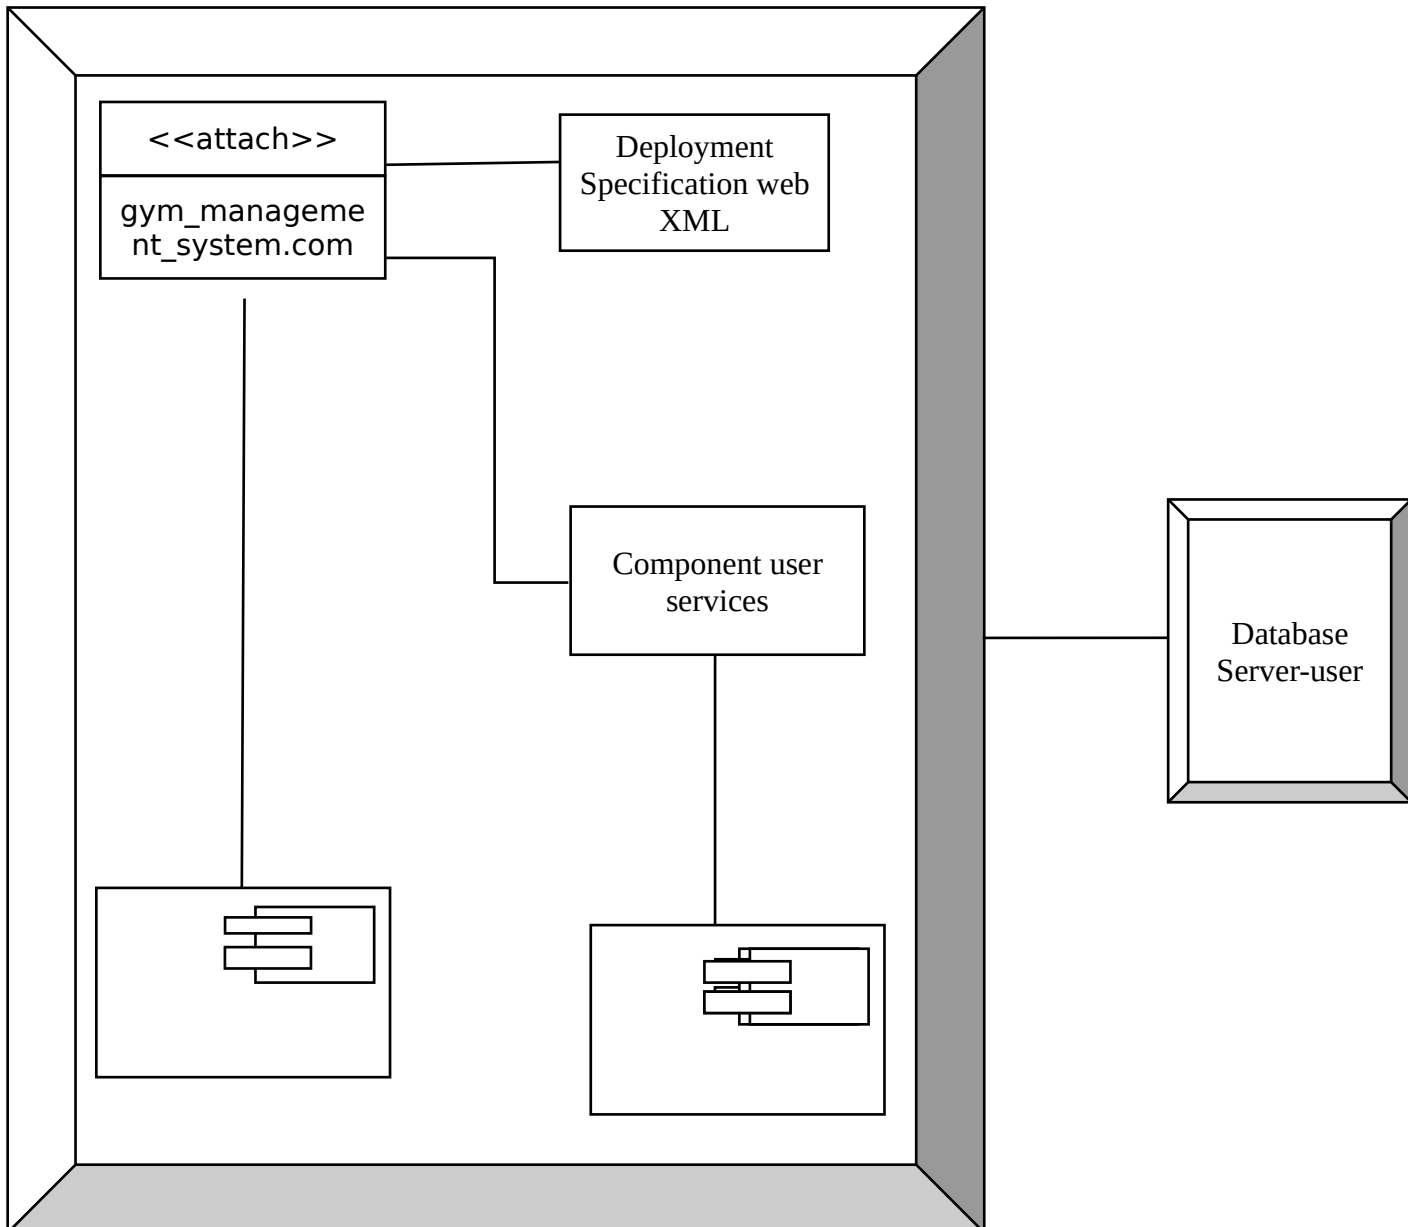 <<attach>>
gym_manageme
nt_system.com
Deployment
Specification web
XML
Component user
services
Database
Server-user